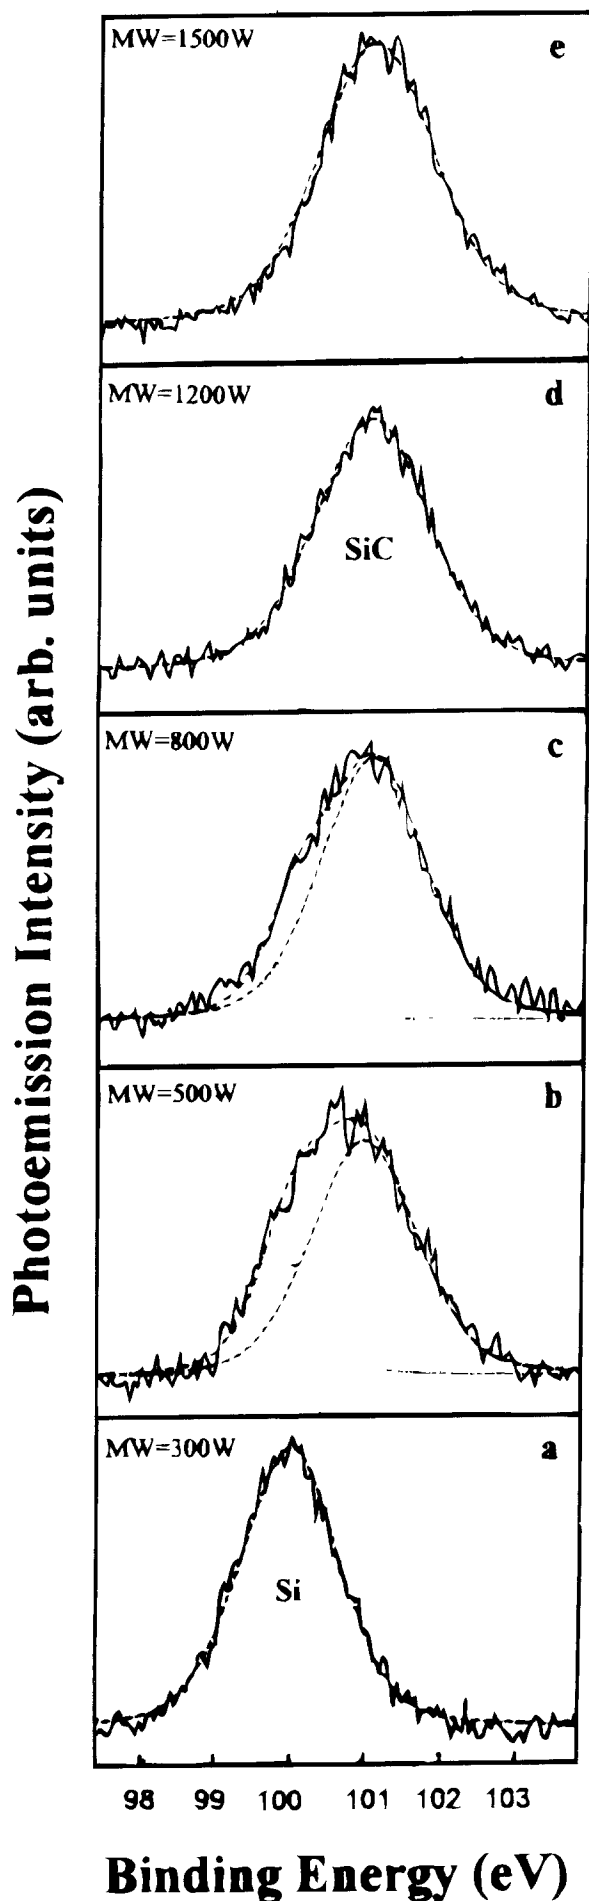 MW=1500W e
MW=1200W d
SiC
MW=800W c
MW=500W b
MW=300W a
Si
98 99 100 101 102 103
Binding Energy (eV)
Photoemission Intensity (arb. units)